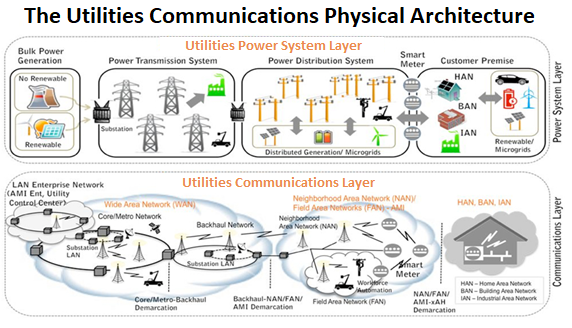 The Utilities Communications Physical Architecture
Utilities Power System Layer
Bulk Power
Generation
No Renewable
Renewable
Power Transmission System
Substation
Power Distribution System
Distributed Generation/ Microgrids
Smart
Meter
Customer Premise
HAN
BAN
IAN
Renewable/
Microgrids
Power System Layer
Utilities Communications Layer
LAN Enterprise Network
(AMI Ent, Utility
Control Center)
Wide Area Network (WAN)
Core/Metro Network
Substation
LAN
Backhaul Network
Substation LAN
Core/Metro-Backhaul
Demarcation
Backhaul-NAN/FAN/
AMI Demarcation
Neighborhood Area Network (NAN)/
Field Area Networks (FAN) - AMI
Neighborhood
Area Network (NAN)
Smart
Meter
Workforce
Automation
Field Area Network (FAN)
NAN/FAN/
AMI-xAH
Demarcation
HAN, BAN, IAN
HAN – Home Area Network
BAN – Building Area Network
IAN – Industrial Area Network
Communications Layer